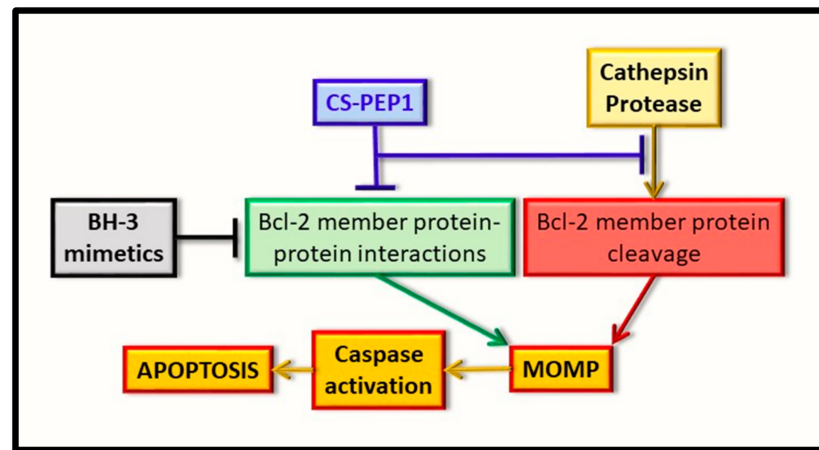 CS-PEP1
Cathepsin
Protease
BH-3
mimetics
Bcl-2 member protein-
protein interactions
Bcl-2 member protein
cleavage
APOPTOSIS
Caspase
activation
MOMP